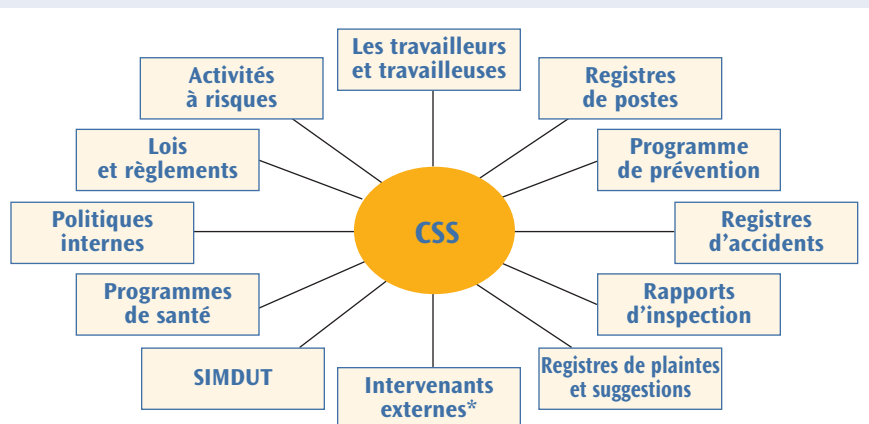 Les travailleurs
et travailleuses
Activités
à risques
Registres
de postes
Lois
et règlements
Programme
de prévention
Politiques
internes
CSS
Registres
d’accidents
Programmes
de santé
Rapports
d’inspection
SIMDUT
Intervenants
externes*
Registres de plaintes
et suggestions